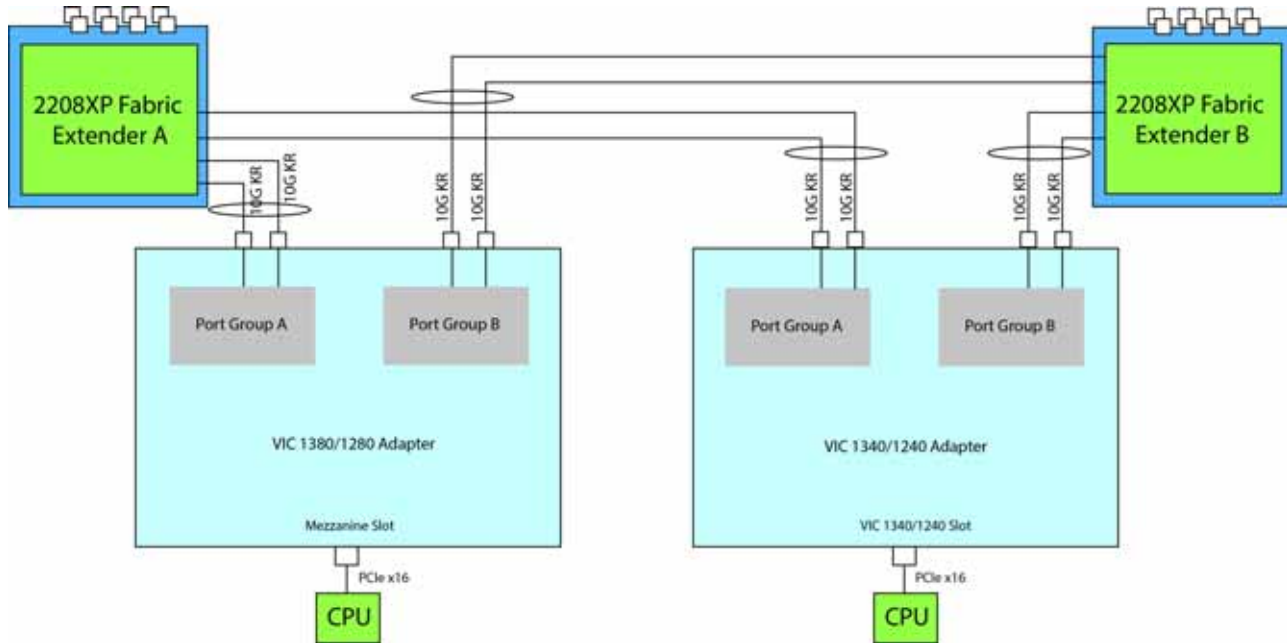 2208XP Fabric
Extender A
2208XP Fabric
Extender B
10G KR
10G KR
10G KR
10G KR
10G KR
10G KR
10G KR
10G KR
Port Group A
Port Group B
Port Group A
Port Group B
VIC 1380/1280 Adapter
VIC 1340/1240 Adapter
Mezzanine Slot
VIC 1340/1240 Slot
PCIe x16
PCIe x16
CPU
CPU